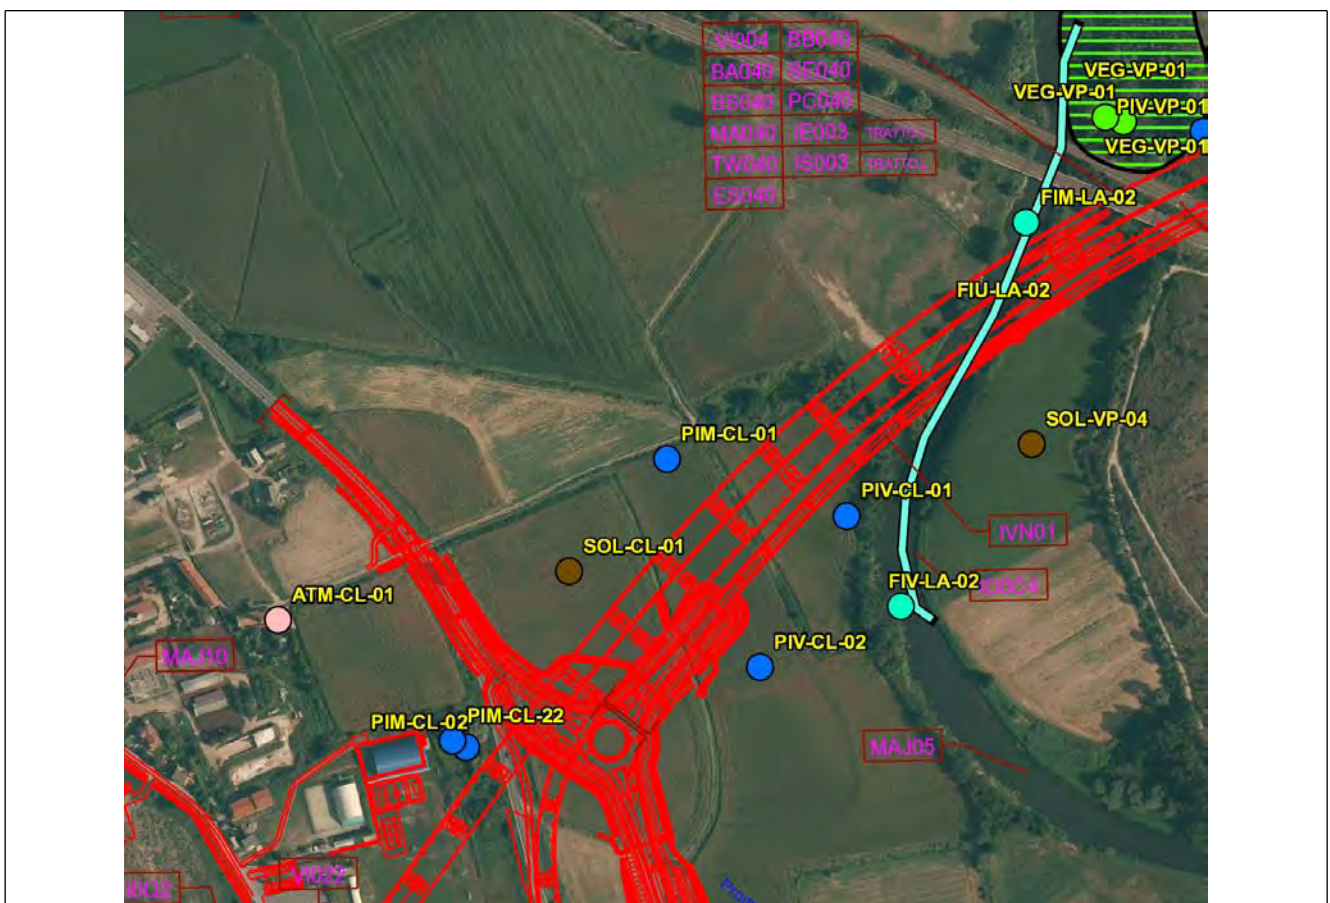 VI004 BB040
BA040 SF040
BS040 PC040
MA040 IE003 TRATTO L
TW040 IS003 TRATTO L
ES040
VEG-VP-01
VEG-VP-01
PIV-VP-01
VEG-VP-01
FIM-LA-02
FIU-LA-02
SOL-VP-04
PIM-CL-01
PIV-CL-01
IVN01
SOL-CL-01
FIV-LA-02
ATM-CL-01
MAJ10
PIV-CL-02
PIM-CL-02
PIM-CL-22
MAJ05
VI022